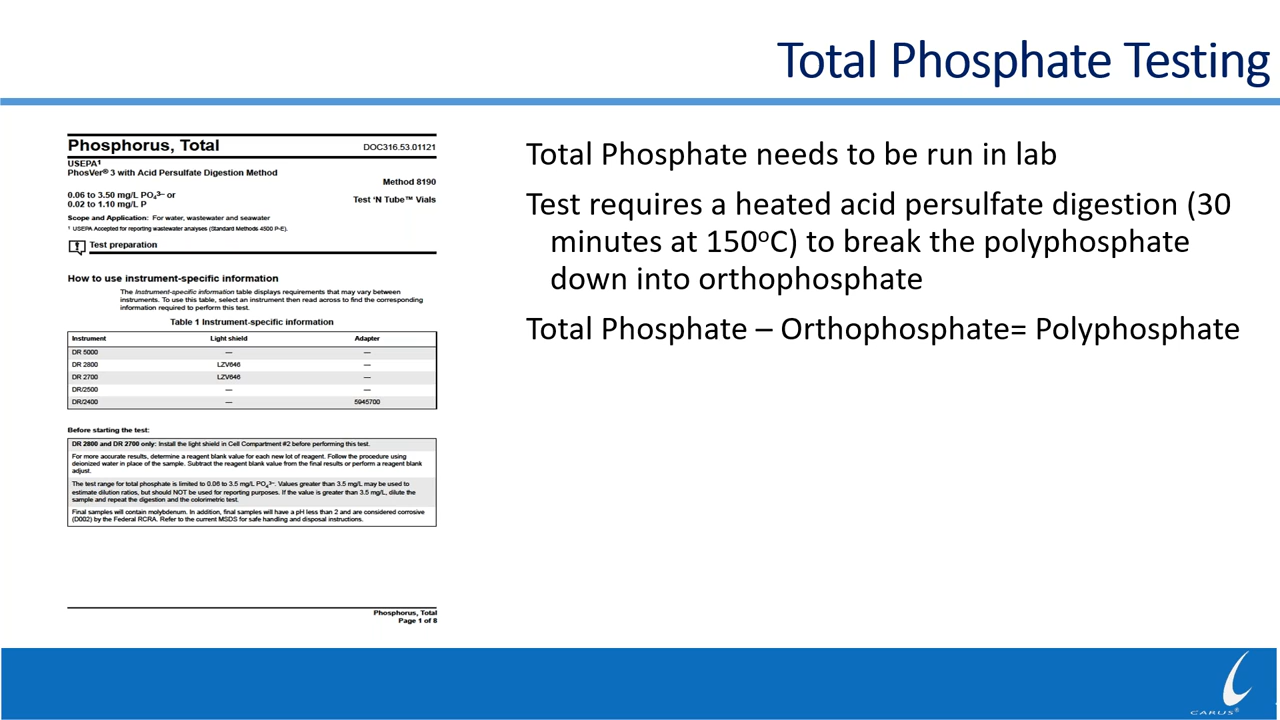 Total Phosphate Testing
Phosphorus, Total
DOC316.53.01121
USEPA¹
PhosVer® 3 with Acid Persulfate Digestion Method
Method 8190
0.06 to 3.50 mg/L PO₄³⁻ or
0.02 to 1.10 mg/L P
Test ‘N Tube™ Vials
Scope and Application: For water, wastewater and seawater
¹ USEPA Accepted for reporting wastewater analyses (Standard Methods 4500 P-E).
Test preparation
How to use instrument-specific information
The Instrument-specific information table displays requirements that may vary between
instruments. To use this table, select an instrument then read across to find the corresponding
information required to perform this test.
Table 1 Instrument-specific information
Instrument Light shield Adapter
DR 5000 — —
DR 2800 LZV646 —
DR 2700 LZV646 —
DR/2500 — —
DR/2400 — 5945700
Before starting the test:
DR 2800 and DR 2700 only: Install the light shield in Cell Compartment #2 before performing this test.
For more accurate results, determine a reagent blank value for each new lot of reagent. Follow the procedure using
deionized water in place of the sample. Subtract the reagent blank value from the final results or perform a reagent blank
adjust.
The test range for total phosphate is limited to 0.06 to 3.5 mg/L PO₄³⁻. Values greater than 3.5 mg/L may be used to
estimate dilution ratios, but should NOT be used for reporting purposes. If the value is greater than 3.5 mg/L, dilute the
sample and repeat the digestion and the colorimetric test.
Final samples will contain molybdenum. In addition, final samples will have a pH less than 2 and are considered corrosive
(D002) by the Federal RCRA. Refer to the current MSDS for safe handling and disposal instructions.
Phosphorus, Total
Page 1 of 8
Total Phosphate needs to be run in lab
Test requires a heated acid persulfate digestion (30
minutes at 150ºC) to break the polyphosphate
down into orthophosphate
Total Phosphate – Orthophosphate= Polyphosphate
CARUS®